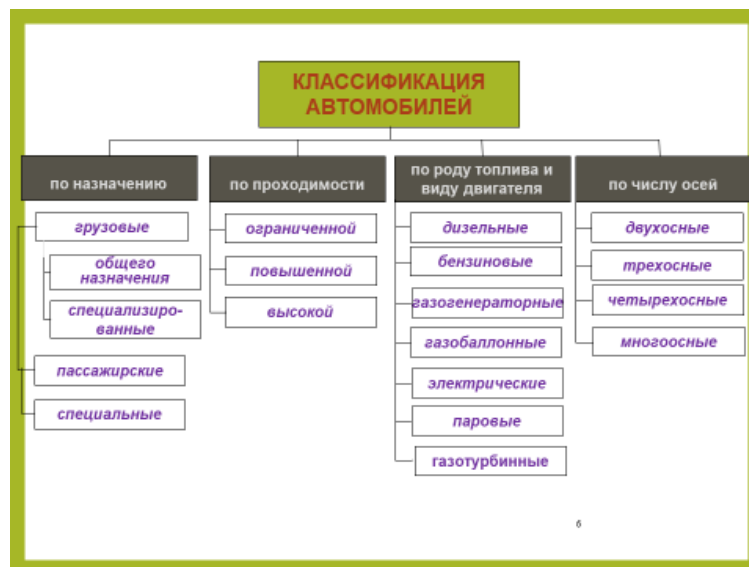 КЛАССИФИКАЦИЯ
АВТОМОБИЛЕЙ
по назначению
грузовые
общего
назначения
специализиро-
ванные
пассажирские
специальные
по проходимости
ограниченной
повышенной
высокой
по роду топлива и
виду двигателя
дизельные
бензиновые
газогенераторные
газобаллонные
электрические
паровые
газотурбинные
по числу осей
двухосные
трехосные
четырехосные
многоосные
6